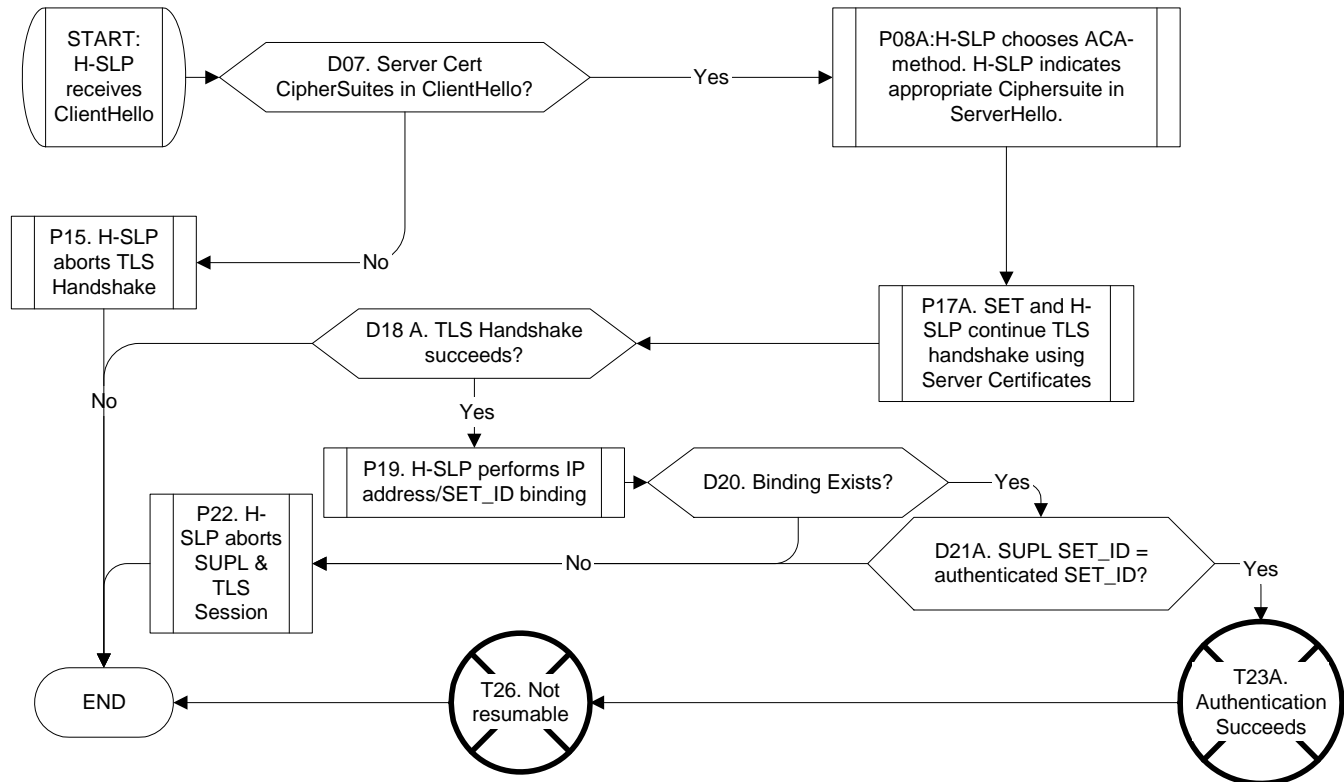 START:
H-SLP
receives
ClientHello
D07. Server Cert
CipherSuites in ClientHello?
Yes
P08A:H-SLP chooses ACA-
method. H-SLP indicates
appropriate Ciphersuite in
ServerHello.
P15. H-SLP
aborts TLS
Handshake
No
D18 A. TLS Handshake
succeeds?
P17A. SET and H-
SLP continue TLS
handshake using
Server Certificates
No
Yes
P19. H-SLP performs IP
address/SET_ID binding
D20. Binding Exists?
Yes
P22. H-
SLP aborts
SUPL &
TLS
Session
No
D21A. SUPL SET_ID =
authenticated SET_ID?
Yes
END
T26. Not
resumable
T23A.
Authentication
Succeeds